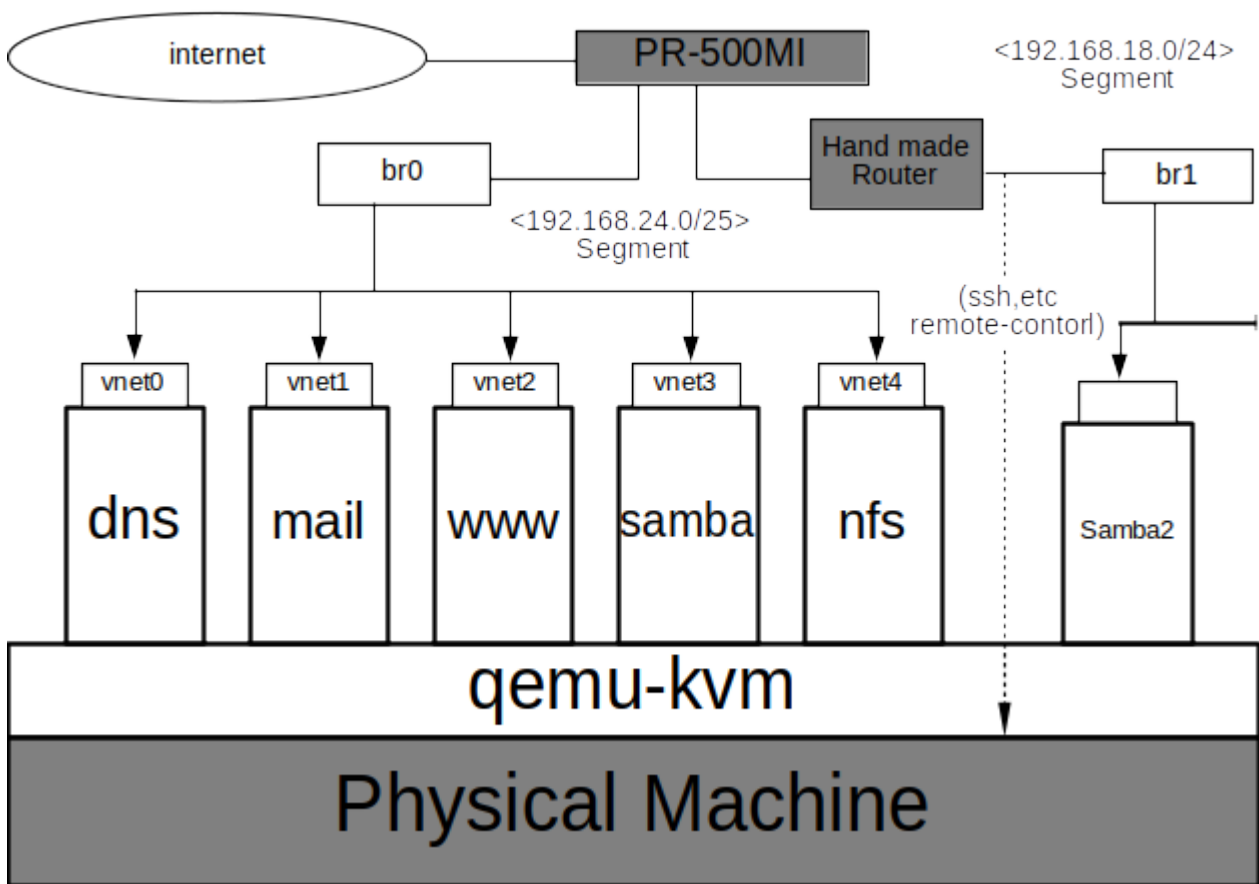 internet
PR-500MI
<192.168.18.0/24>
Segment
Hand made
Router
br0
br1
<192.168.24.0/25>
Segment
(ssh,etc
remote-contorl)
vnet0
vnet1
vnet2
vnet3
vnet4
dns
mail
www
samba
nfs
Samba2
qemu-kvm
Physical Machine